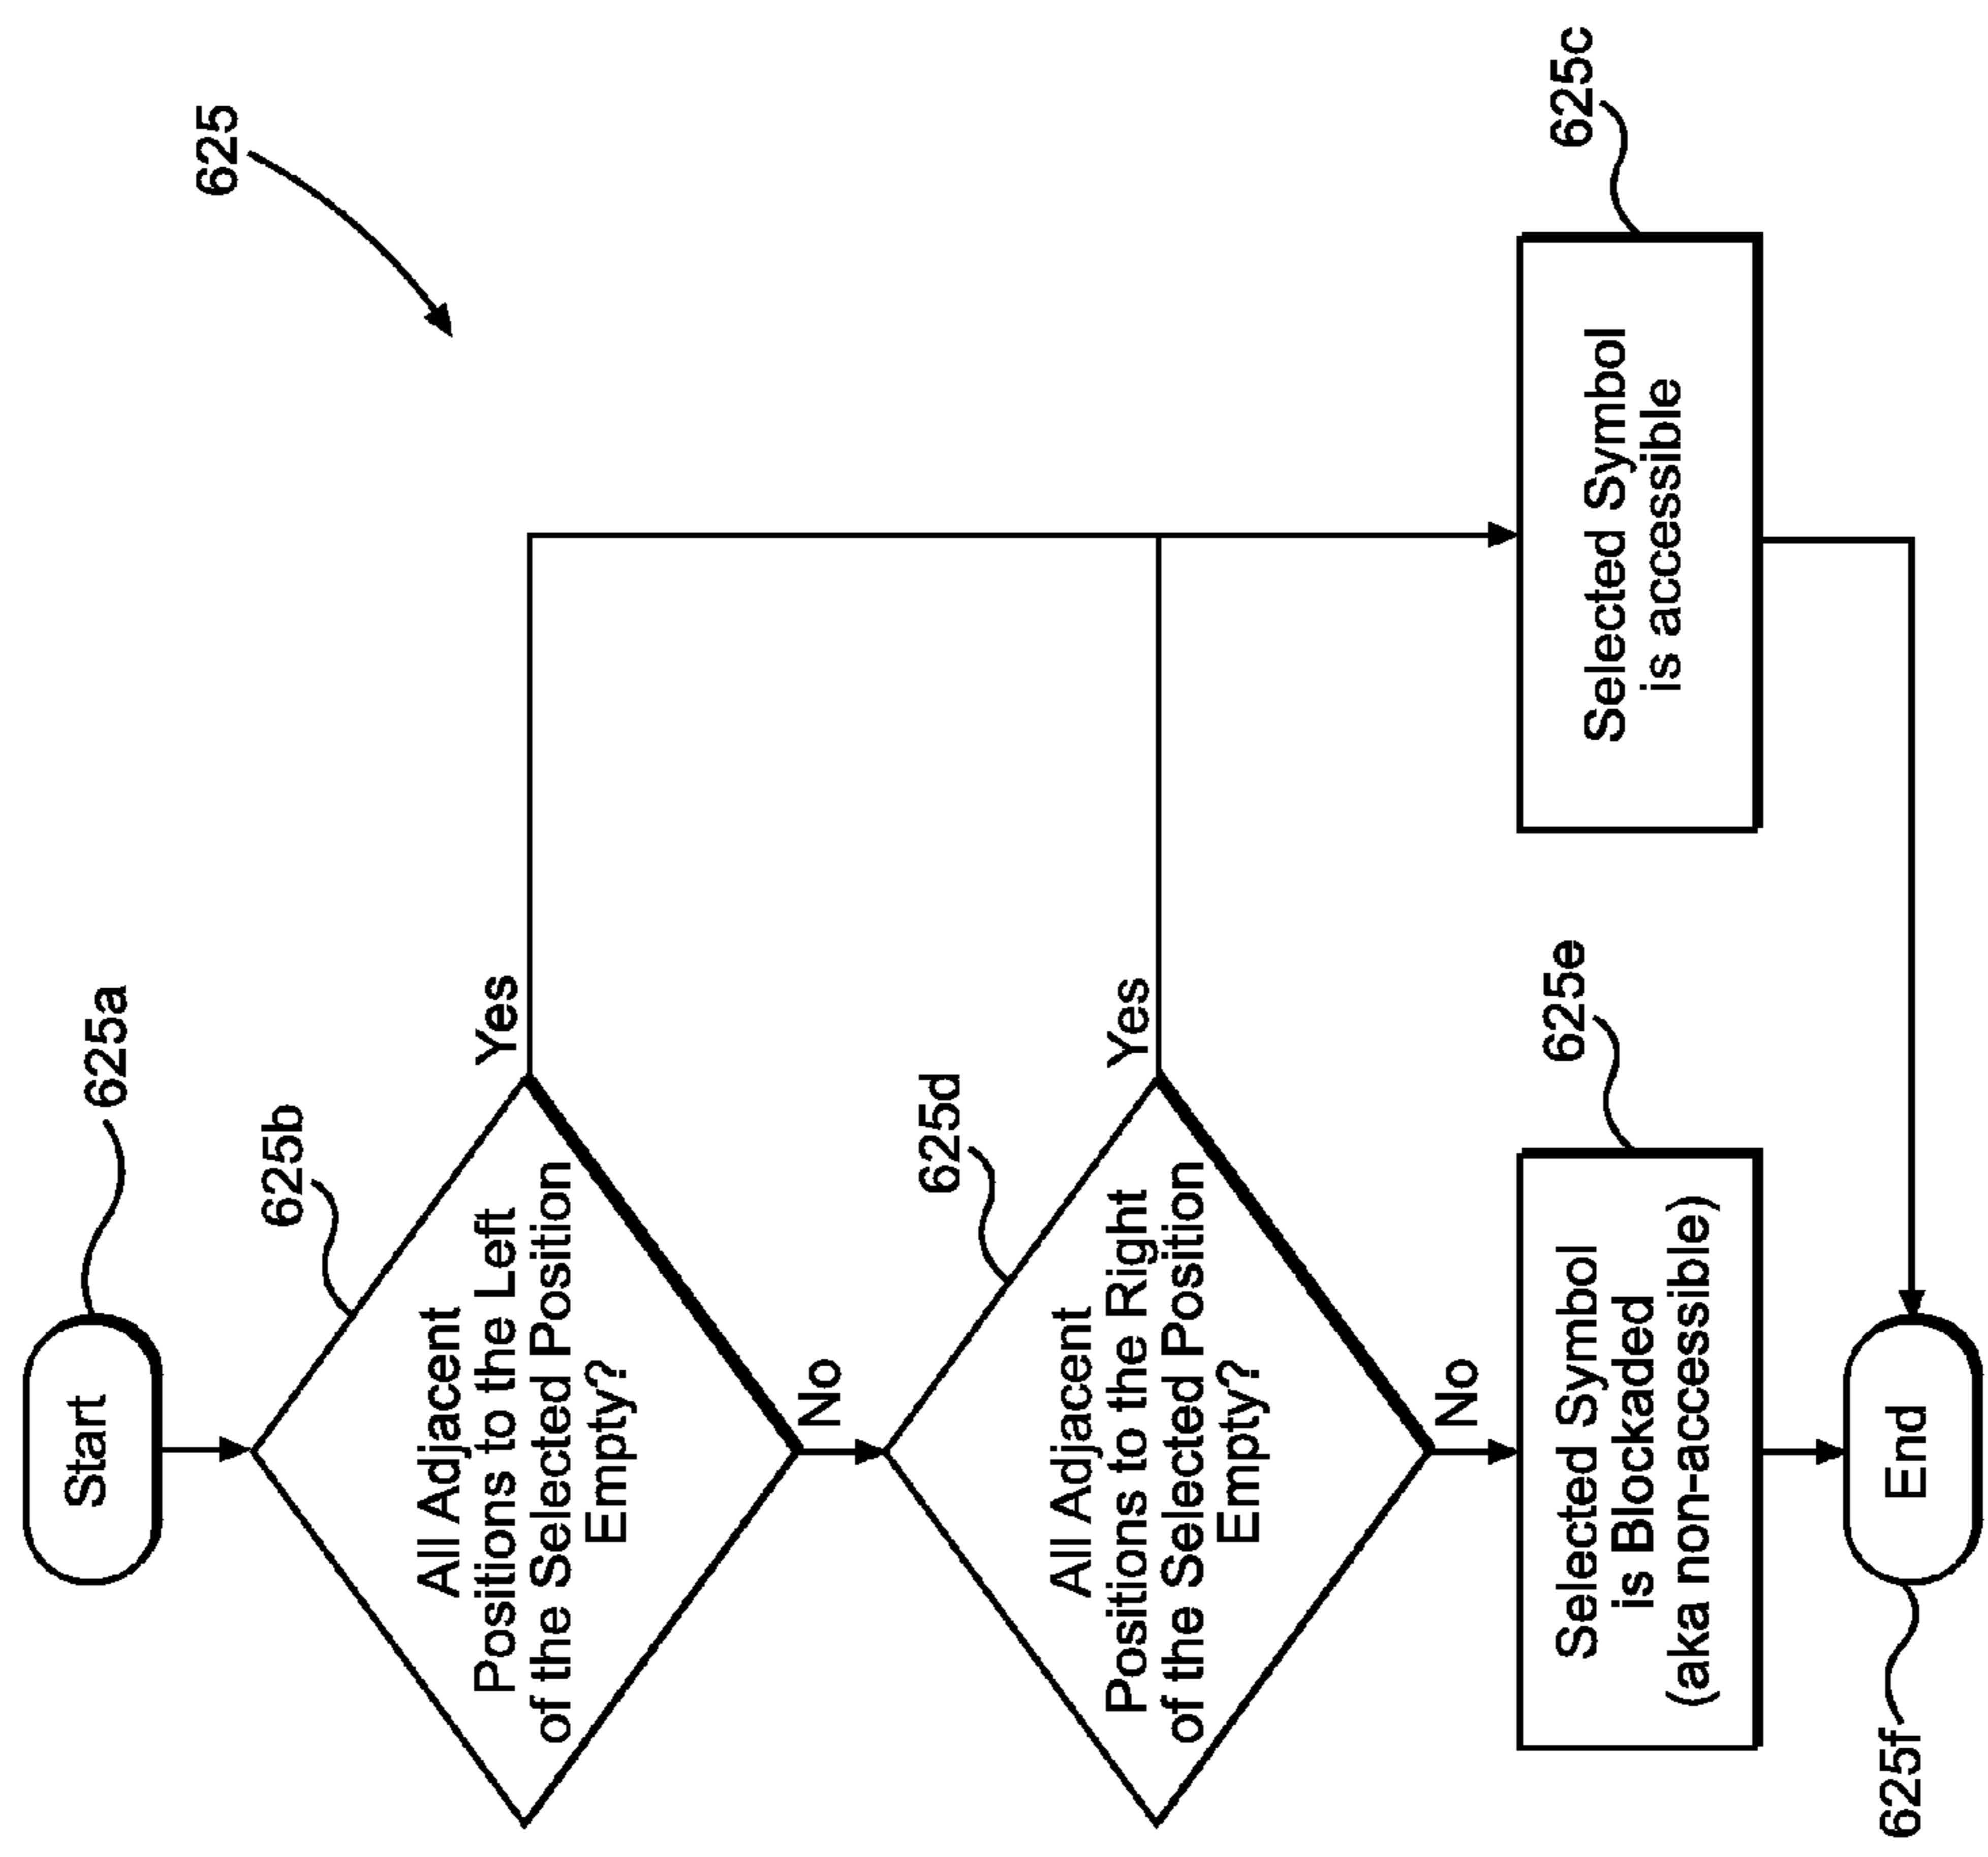 625
625a
Start
625b
All Adjacent
Positions to the Left
of the Selected Position
Empty?
Yes
No
625d
All Adjacent
Positions to the Right
of the Selected Position
Empty?
Yes
No
625e
Selected Symbol
is Blockaded
(aka non-accessible)
625c
Selected Symbol
is accessible
End
625f